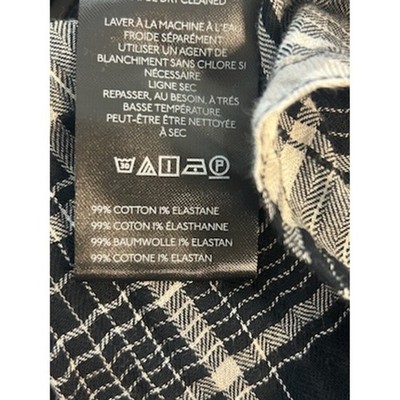 DRY CLEANED
LAVER À LA MACHINE À L'EAU
FROIDE SÉPARÉMENT
UTILISER UN AGENT DE
BLANCHIMENT SANS CHLORE SI
NÉCESSAIRE
LIGNE SEC
REPASSER, AU BESOIN, À TRÉS
BASSE TEMPÉRATURE
PEUT-ÊTRE ÊTRE NETTOYÉE
À SEC
30 P
99% COTTON 1% ELASTANE
99% COTON 1% ÉLASTHANNE
99% BAUMWOLLE 1% ELASTAN
99% COTONE 1% ELASTAN